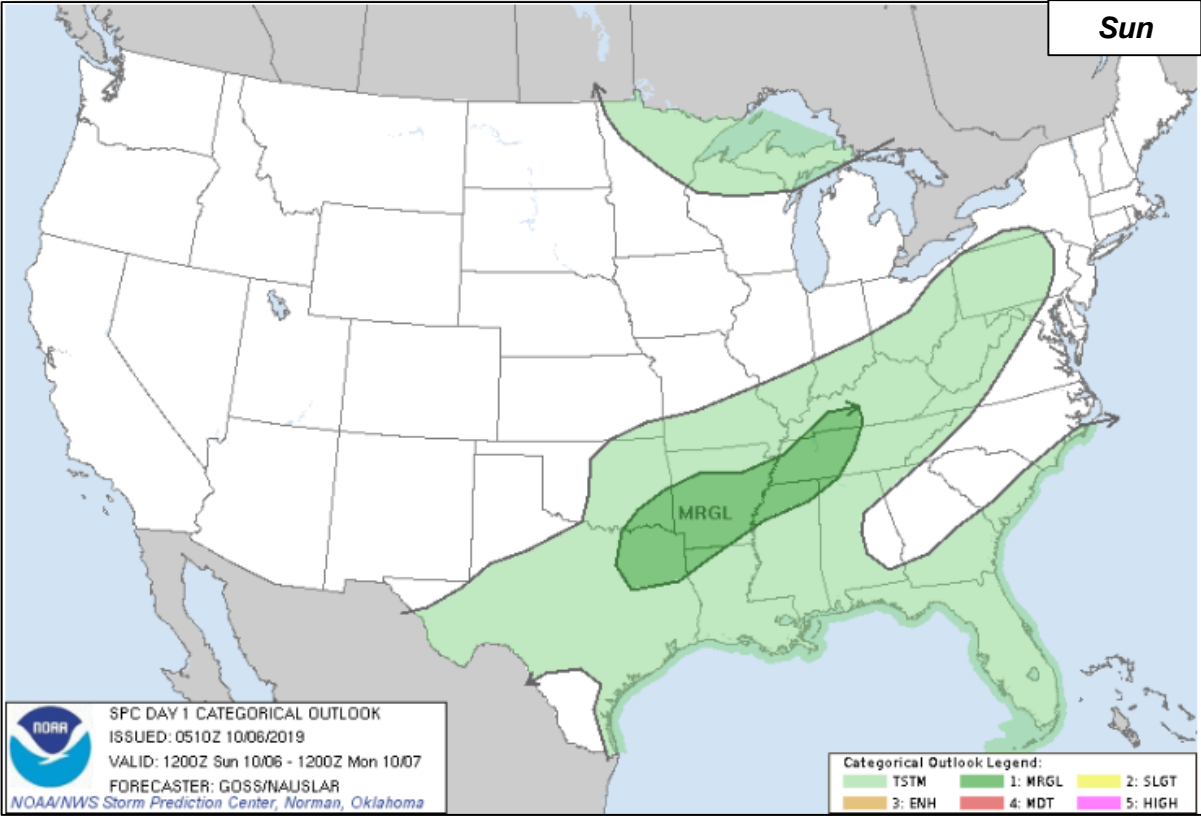 Sun
MRGL
NOAA
SPC DAY 1 CATEGORICAL OUTLOOK
ISSUED: 0510Z 10/06/2019
VALID: 1200Z Sun 10/06 - 1200Z Mon 10/07
FORECASTER: GOSS/NAUSLAR
NOAA/NWS Storm Prediction Center, Norman, Oklahoma
Categorical Outlook Legend:
TSTM 1: MRGL 2: SLGT
3: ENH 4: MDT 5: HIGH